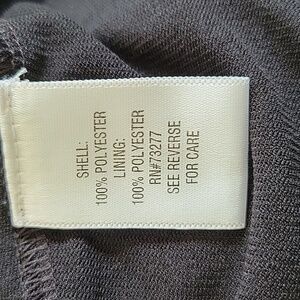 SHELL:
100% POLYESTER
LINING:
100% POLYESTER
RN#73277
SEE REVERSE
FOR CARE